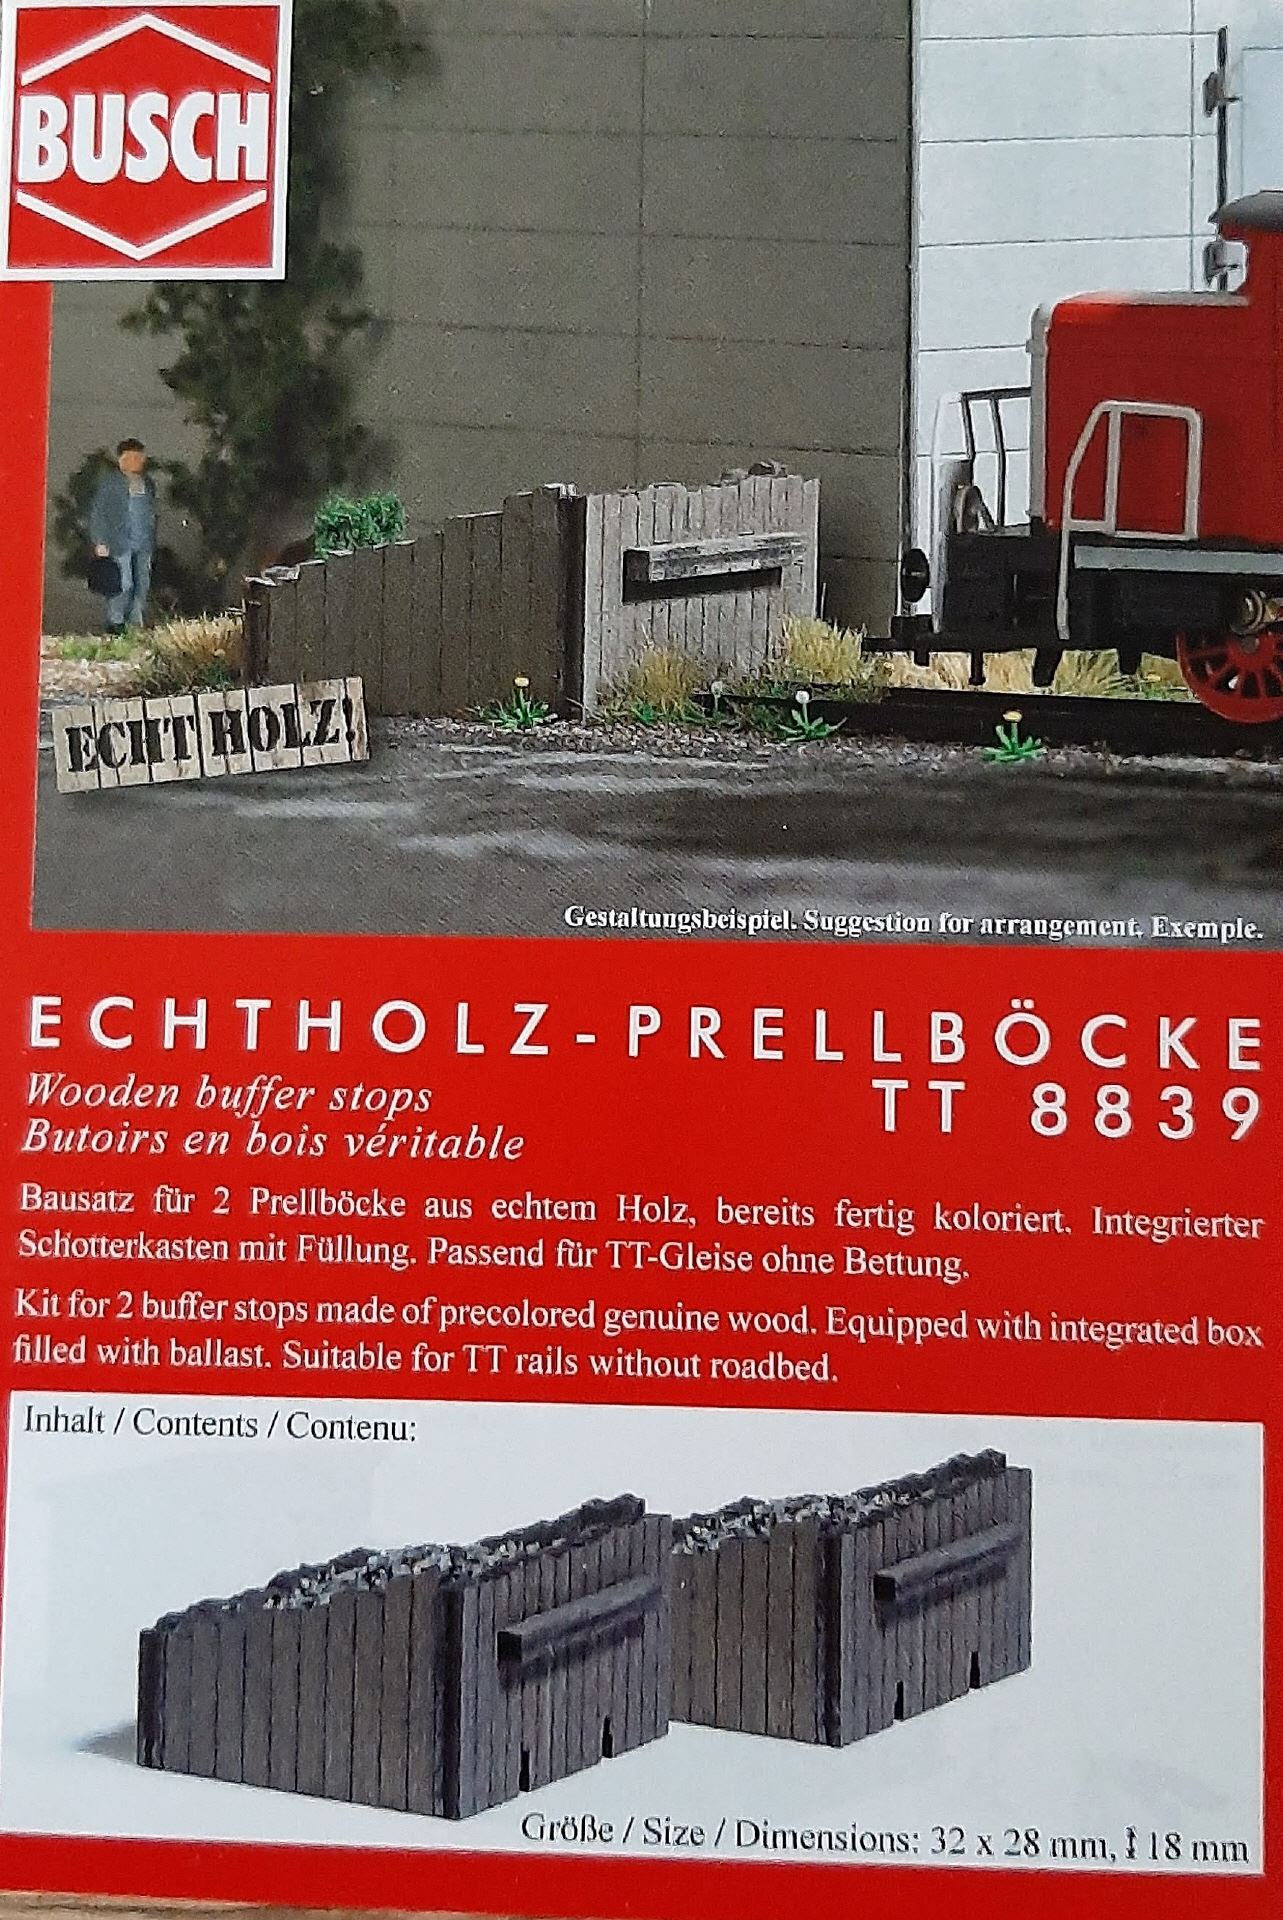 BUSCH
ECHT HOLZ!
Gestaltungsbeispiel. Suggestion for arrangement. Exemple.
ECHTHOLZ-PRELLBÖCKE
Wooden buffer stops
TT 8839
Butoirs en bois véritable
Bausatz für 2 Prellböcke aus echtem Holz, bereits fertig koloriert. Integrierter
Schotterkasten mit Füllung. Passend für TT-Gleise ohne Bettung.
Kit for 2 buffer stops made of precolored genuine wood. Equipped with integrated box
filled with ballast. Suitable for TT rails without roadbed.
Inhalt / Contents / Contenu:
Größe / Size / Dimensions: 32 x 28 mm, ↕ 18 mm